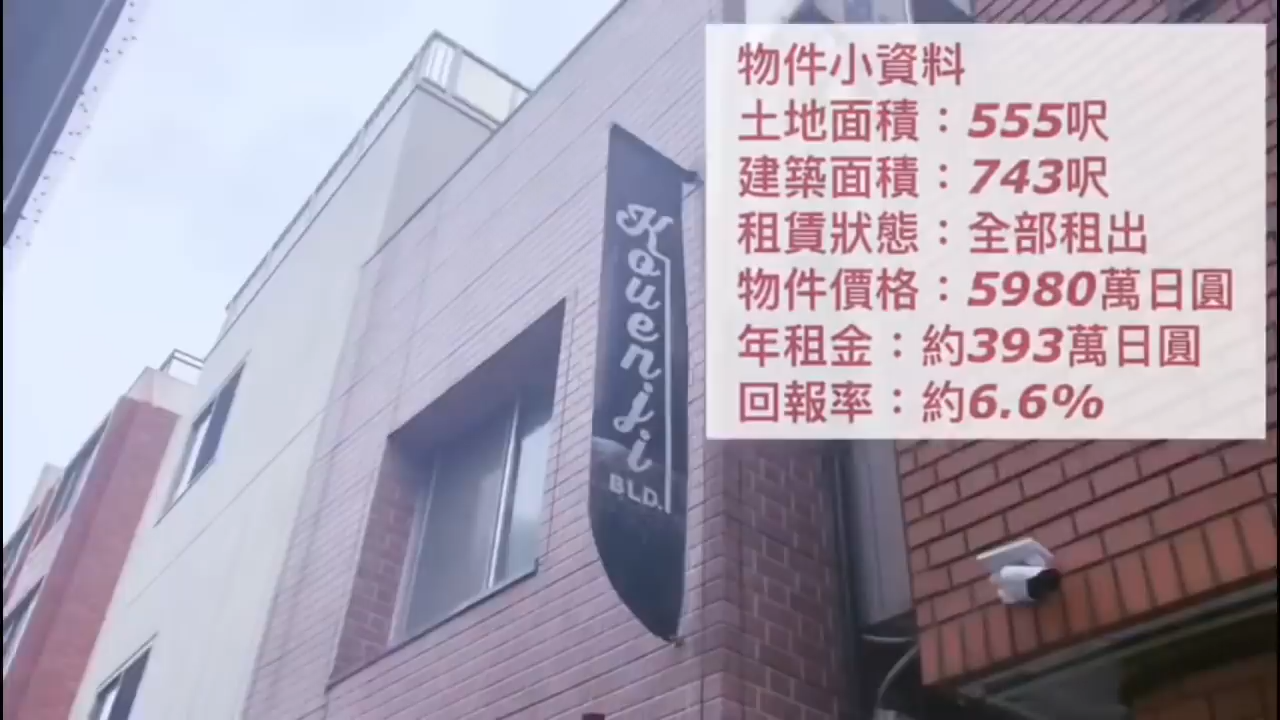 物件小資料
土地面積：555呎
建築面積：743呎
租賃狀態：全部租出
物件價格：5980萬日圓
年租金：約393萬日圓
回報率：約6.6%
Kouenji
BLD.